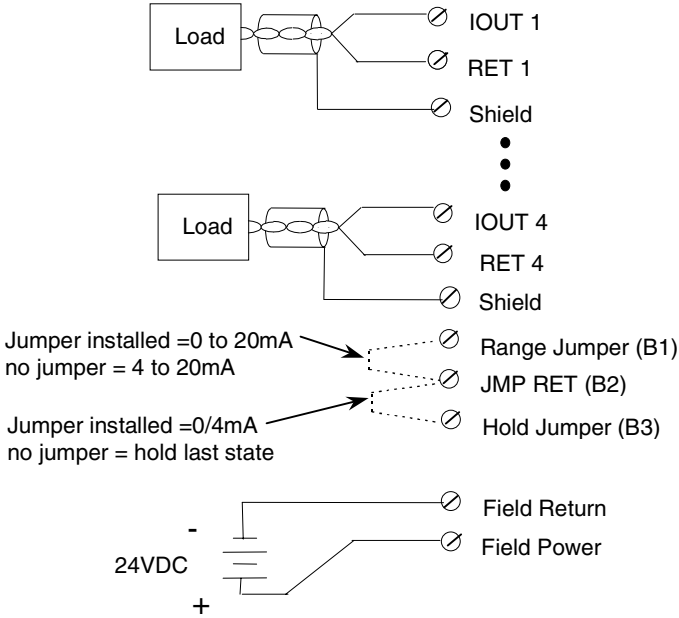 Load
IOUT 1
RET 1
Shield
Load
IOUT 4
RET 4
Shield
Jumper installed =0 to 20mA
no jumper = 4 to 20mA
Range Jumper (B1)
JMP RET (B2)
Jumper installed =0/4mA
no jumper = hold last state
Hold Jumper (B3)
Field Return
-
24VDC
+
Field Power